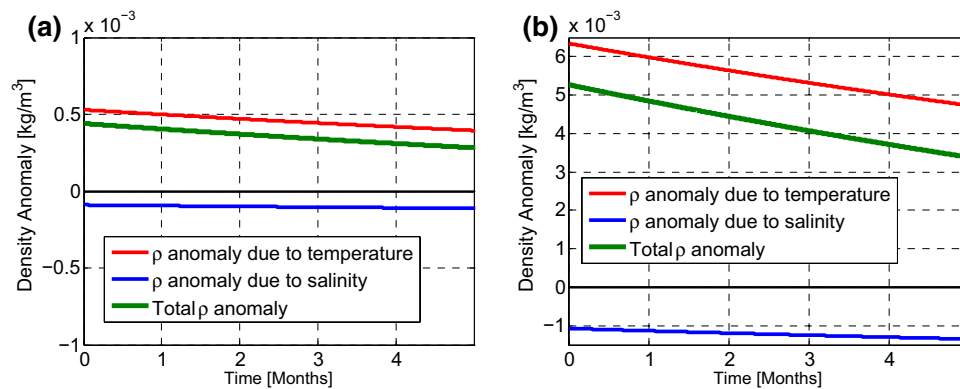 (a)
x 10⁻³
Density Anomaly [kg/m³]
1
0.5
0
−0.5
−1
ρ anomaly due to temperature
ρ anomaly due to salinity
Total ρ anomaly
0 1 2 3 4
Time [Months]
(b)
x 10⁻³
Density Anomaly [kg/m³]
6
5
4
3
2
1
0
−1
ρ anomaly due to temperature
ρ anomaly due to salinity
Total ρ anomaly
0 1 2 3 4
Time [Months]